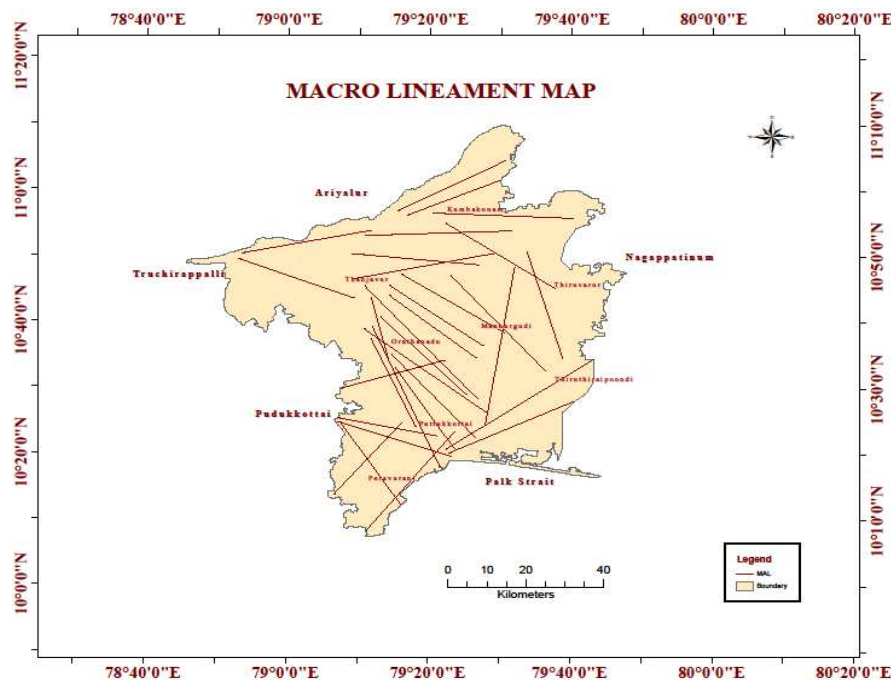 78°40'0"E 79°0'0"E 79°20'0"E 79°40'0"E 80°0'0"E 80°20'0"E
11°20'0"N
MACRO LINEAMENT MAP
11°10'0"N
Ariyalur
11°0'0"N
Kumbakonam
Nagappatinum
10°50'0"N
Truchirappalli
Thanjavur
Thiruvarur
10°40'0"N
Mannargudi
Orathanadu
Thiruthiraipoondi
10°30'0"N
Pudukkottai
Pattukkottai
10°20'0"N
Peravurani
Palk Strait
10°10'0"N
0 10 20 40
Kilometers
Legend
MAL
Boundary
10°0'0"N
78°40'0"E 79°0'0"E 79°20'0"E 79°40'0"E 80°0'0"E 80°20'0"E